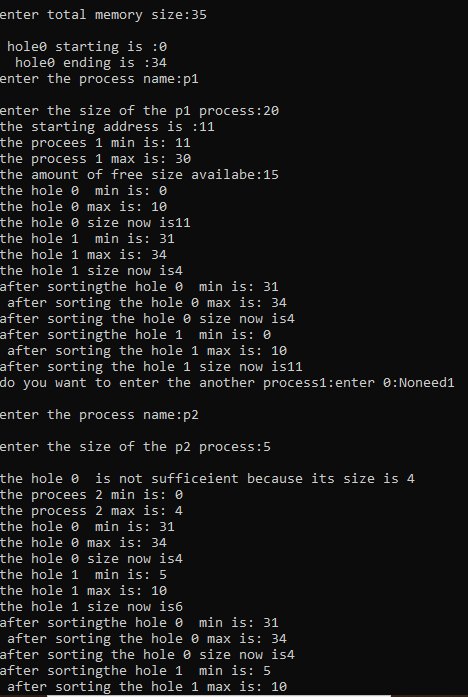 enter total memory size:35
hole0 starting is :0
hole0 ending is :34
enter the process name:p1
enter the size of the p1 process:20
the starting address is :11
the procees 1 min is: 11
the process 1 max is: 30
the amount of free size availabe:15
the hole 0  min is: 0
the hole 0 max is: 10
the hole 0 size now is11
the hole 1  min is: 31
the hole 1 max is: 34
the hole 1 size now is4
after sortingthe hole 0  min is: 31
after sorting the hole 0 max is: 34
after sorting the hole 0 size now is4
after sortingthe hole 1  min is: 0
after sorting the hole 1 max is: 10
after sorting the hole 1 size now is11
do you want to enter the another process1:enter 0:Noneed1
enter the process name:p2
enter the size of the p2 process:5
the hole 0  is not sufficeient because its size is 4
the procees 2 min is: 0
the process 2 max is: 4
the hole 0  min is: 31
the hole 0 max is: 34
the hole 0 size now is4
the hole 1  min is: 5
the hole 1 max is: 10
the hole 1 size now is6
after sortingthe hole 0  min is: 31
after sorting the hole 0 max is: 34
after sorting the hole 0 size now is4
after sortingthe hole 1  min is: 5
after sorting the hole 1 max is: 10